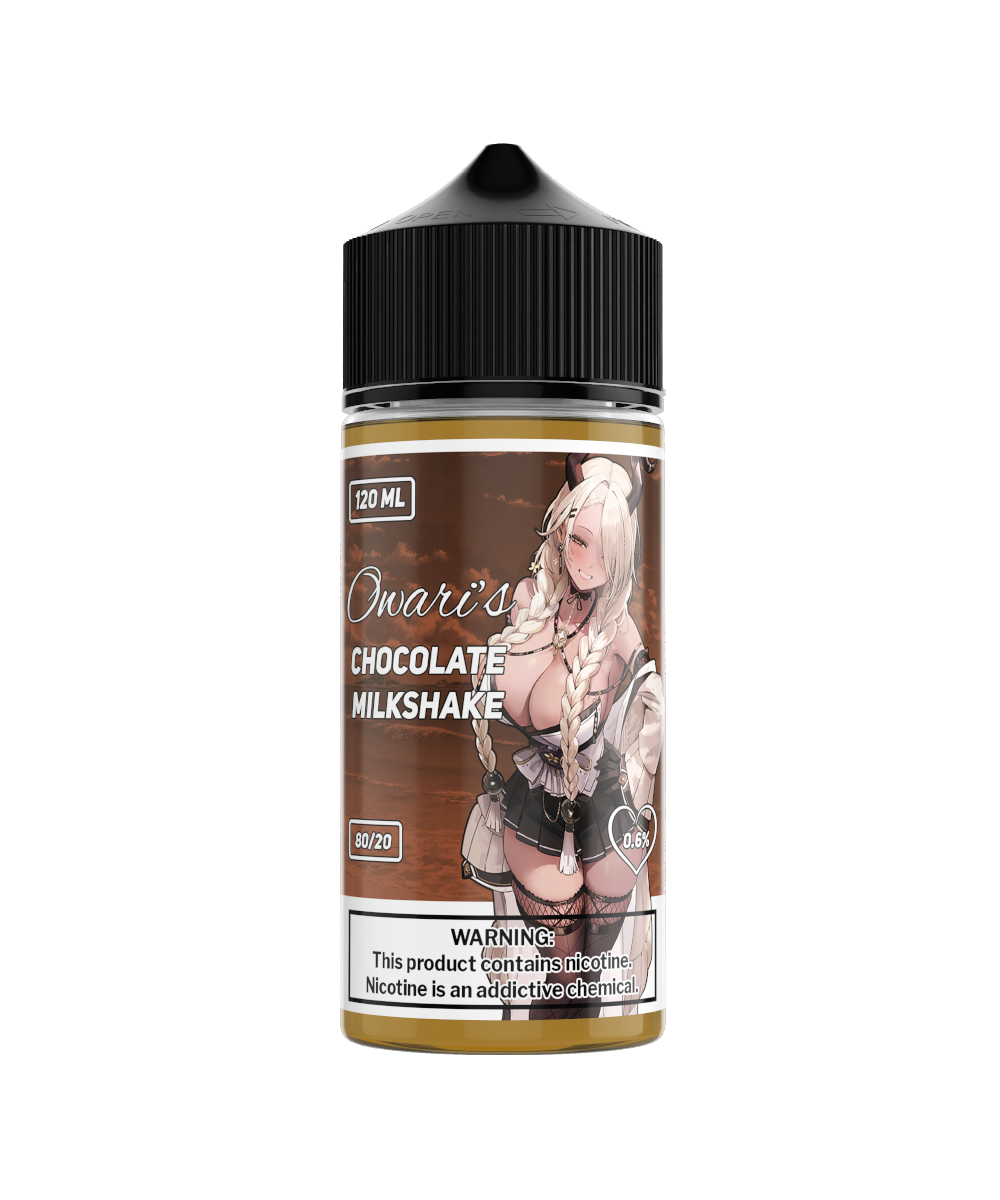 OPEN
120 ML
Owari's
CHOCOLATE
MILKSHAKE
80/20
0.6%
WARNING:
This product contains nicotine.
Nicotine is an addictive chemical.